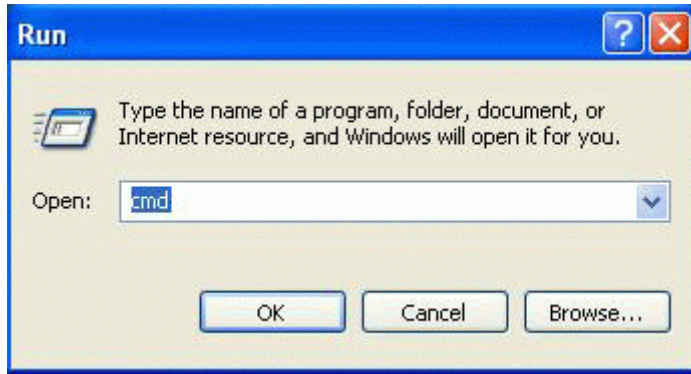 Run
Type the name of a program, folder, document, or
Internet resource, and Windows will open it for you.
Open: cmd
OK Cancel Browse...